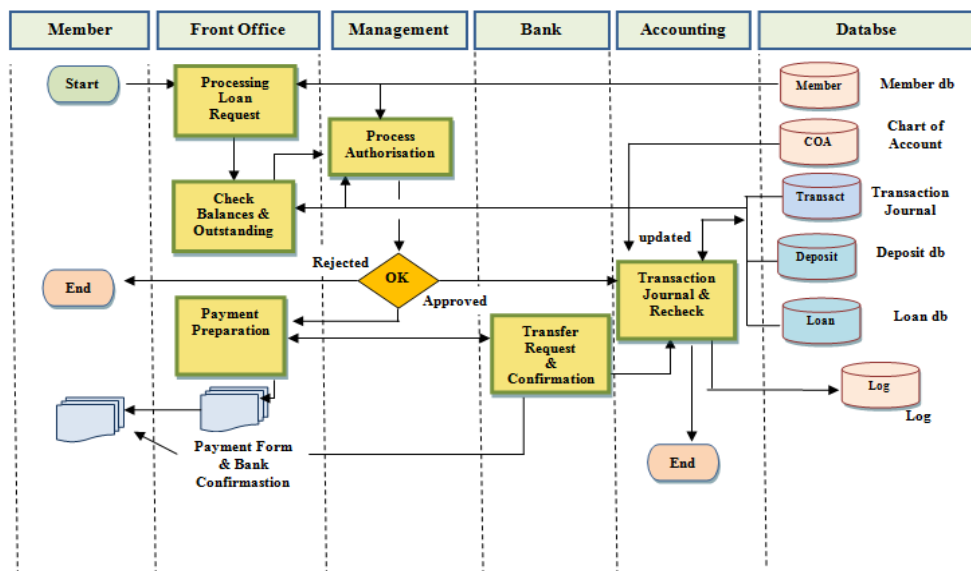 Member
Front Office
Management
Bank
Accounting
Databse
Start
Processing
Loan
Request
Member
Member db
Process
Authorisation
COA
Chart of
Account
Check
Balances &
Outstanding
Transact
Transaction
Journal
updated
Deposit
Deposit db
Rejected
OK
Approved
End
Transaction
Journal &
Recheck
Payment
Preparation
Transfer
Request
&
Confirmation
Loan
Loan db
Log
Log
Payment Form
& Bank
Confirmastion
End